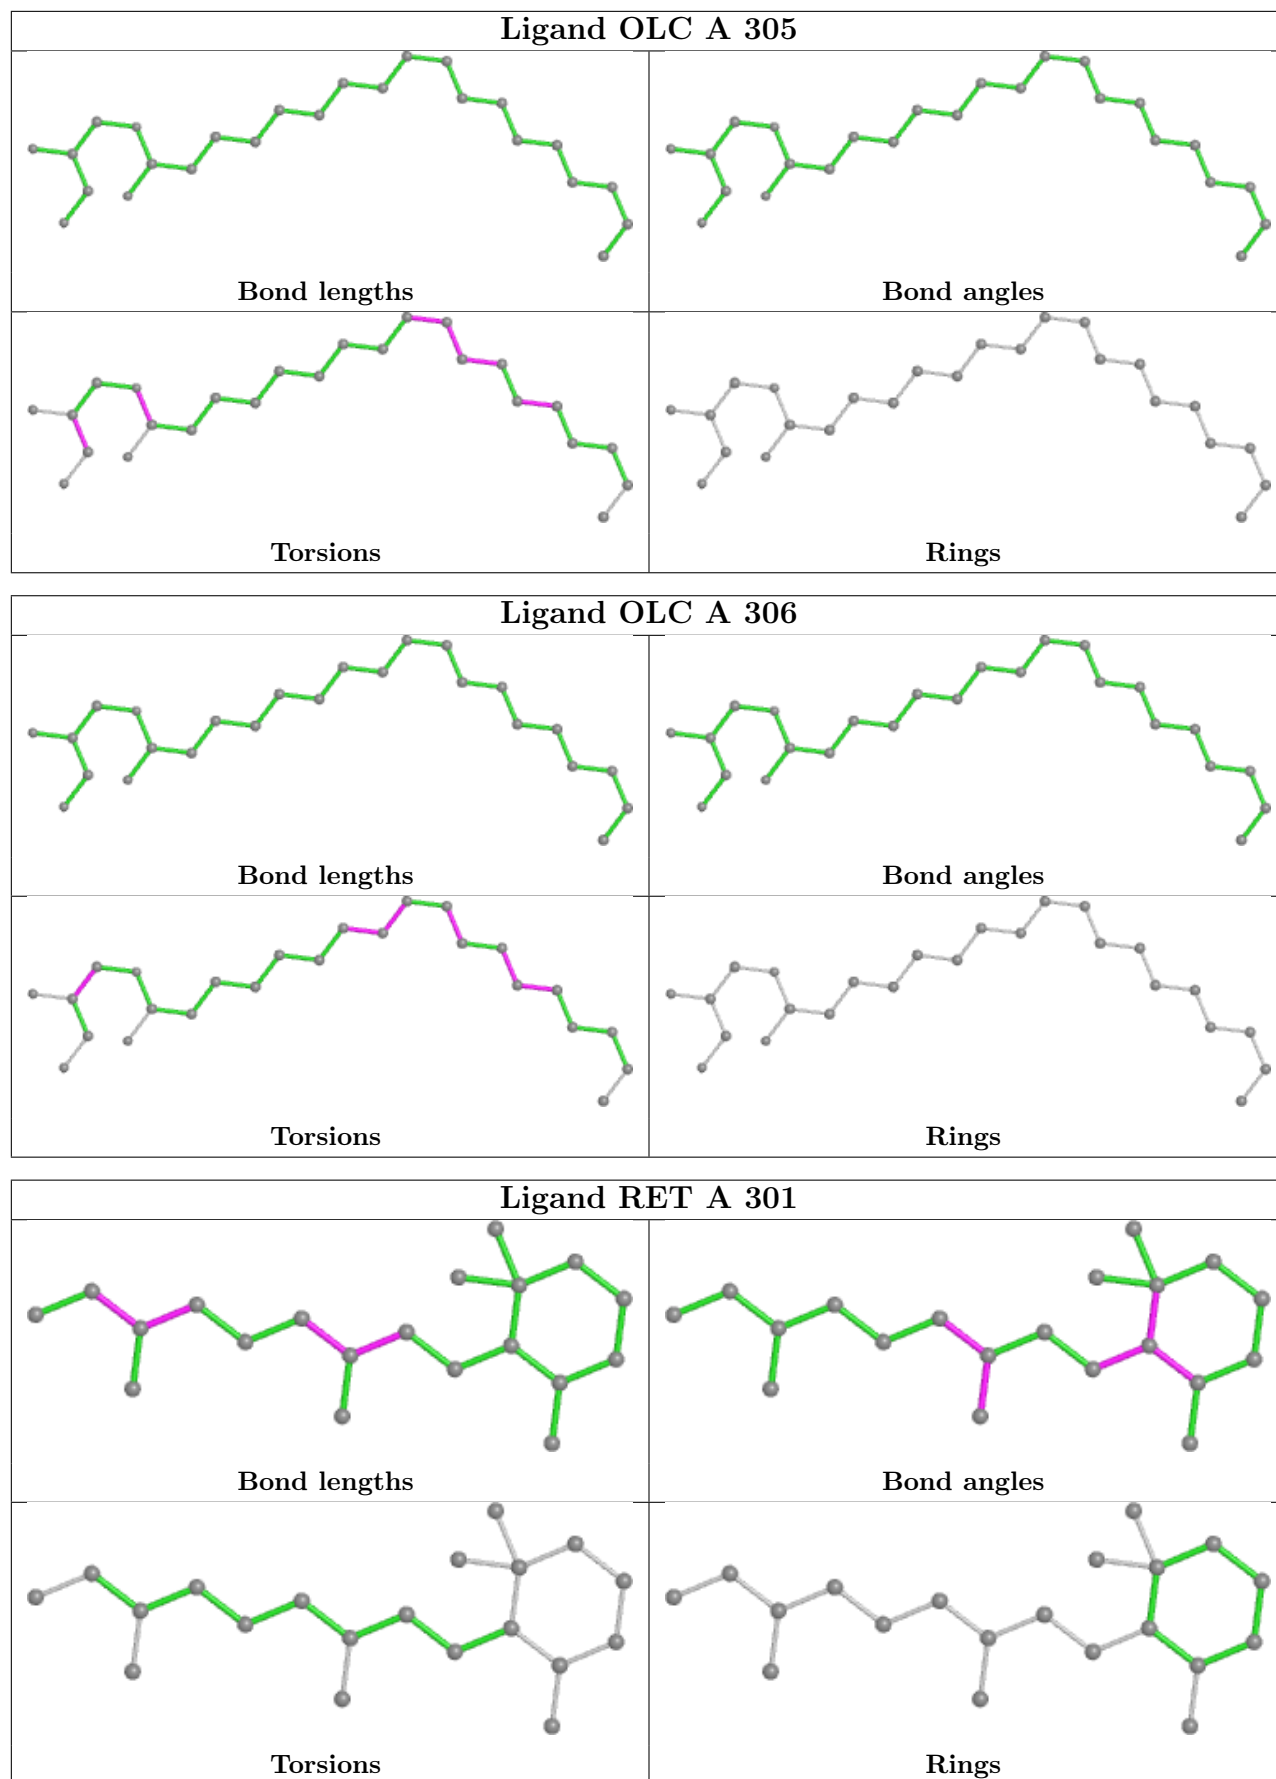 Ligand OLC A 305
Bond lengths
Bond angles
Torsions
Rings
Ligand OLC A 306
Bond lengths
Bond angles
Torsions
Rings
Ligand RET A 301
Bond lengths
Bond angles
Torsions
Rings